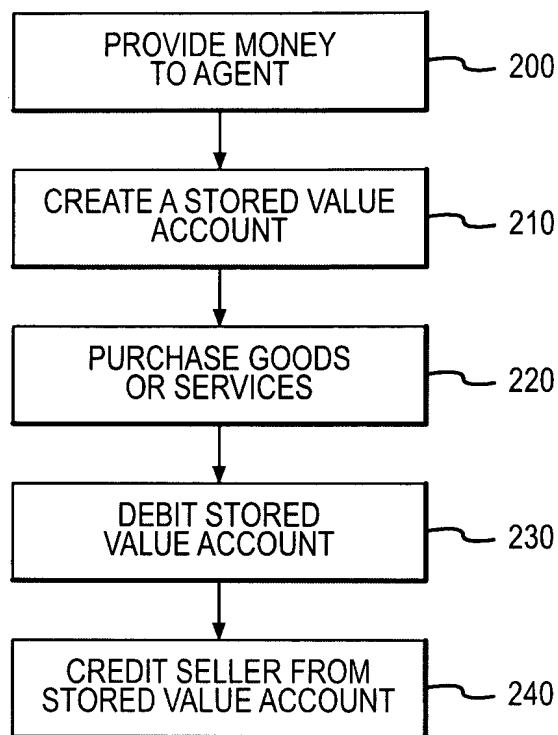 PROVIDE MONEY
TO AGENT
200
CREATE A STORED VALUE
ACCOUNT
210
PURCHASE GOODS
OR SERVICES
220
DEBIT STORED
VALUE ACCOUNT
230
CREDIT SELLER FROM
STORED VALUE ACCOUNT
240